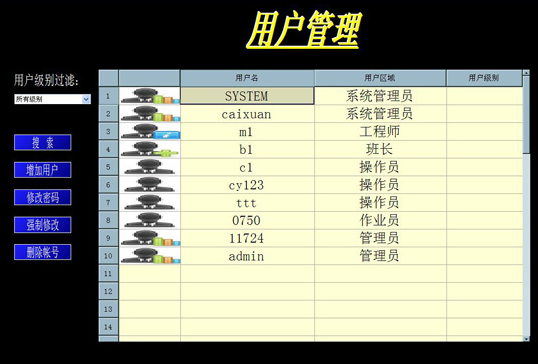 用户管理
用户级别过滤:
所有级别
搜 索
增加用户
修改密码
强制修改
删除帐号
用户名 用户区域 用户级别
1 SYSTEM 系统管理员
2 caixuan 系统管理员
3 m1 工程师
4 b1 班长
5 c1 操作员
6 cy123 操作员
7 ttt 操作员
8 0750 作业员
9 11724 管理员
10 admin 管理员
11
12
13
14